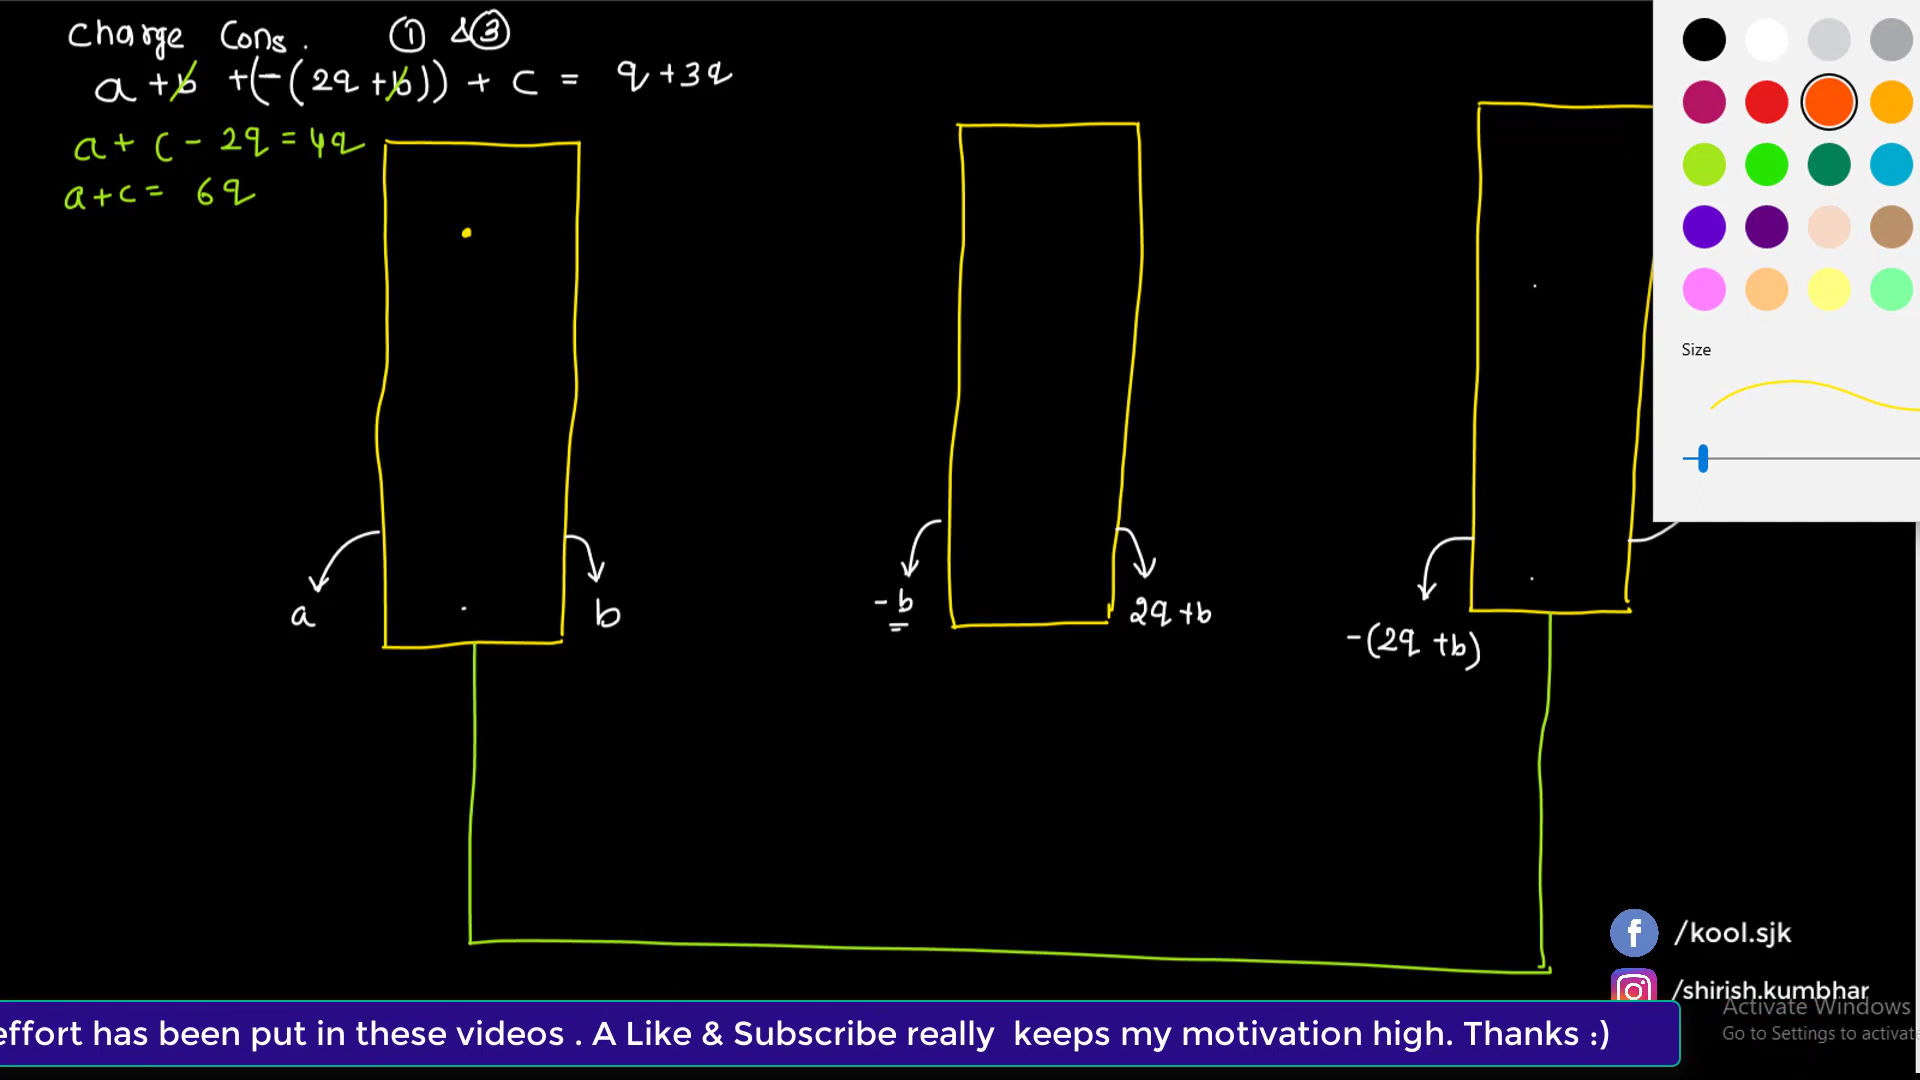 Charge Cons. ① & ③
a + b + (-(2q + b)) + c = q + 3q
a + c - 2q = 4q
a + c = 6q
Size
a
b
-b
2q + b
-(2q + b)
/kool.sjk
/shirish.kumbhar
Activate Windows
Go to Settings to activat
effort has been put in these videos . A Like & Subscribe really keeps my motivation high. Thanks :)